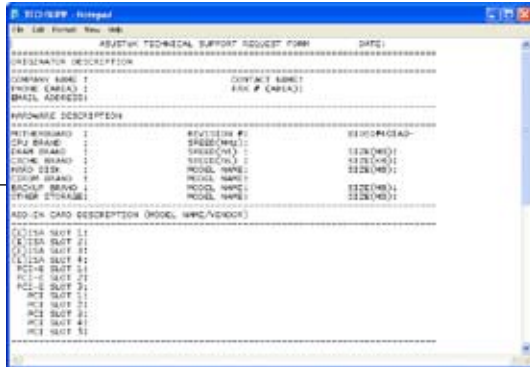 TECHSUPP - Notepad
File Edit Format View Help
ASUSTeK TECHNICAL SUPPORT REQUEST FORM DATE:
ORIGINATOR DESCRIPTION
COMPANY NAME : CONTACT NAME:
PHONE (AREA) : FAX # (AREA):
EMAIL ADDRESS:
HARDWARE DESCRIPTION
MOTHERBOARD : REVISION #:
CPU BRAND : SPEED(MHz):
DRAM BRAND : SPEED(NS) : SIZE(MB):
CACHE BRAND : SPEED(NS) : SIZE(KB):
HARD DISK : MODEL NAME: SIZE(MB):
CDROM BRAND : MODEL NAME:
BACKUP BRAND : MODEL NAME: SIZE(MB):
OTHER STORAGE: MODEL NAME: SIZE(MB):
ADD-IN CARD DESCRIPTION (MODEL NAME/VENDOR)
(E)ISA SLOT 1:
(E)ISA SLOT 2:
(E)ISA SLOT 3:
(E)ISA SLOT 4:
PCI-E SLOT 1:
PCI-E SLOT 2:
PCI-E SLOT 3:
PCI SLOT 1:
PCI SLOT 2:
PCI SLOT 3:
PCI SLOT 4:
PCI SLOT 5: